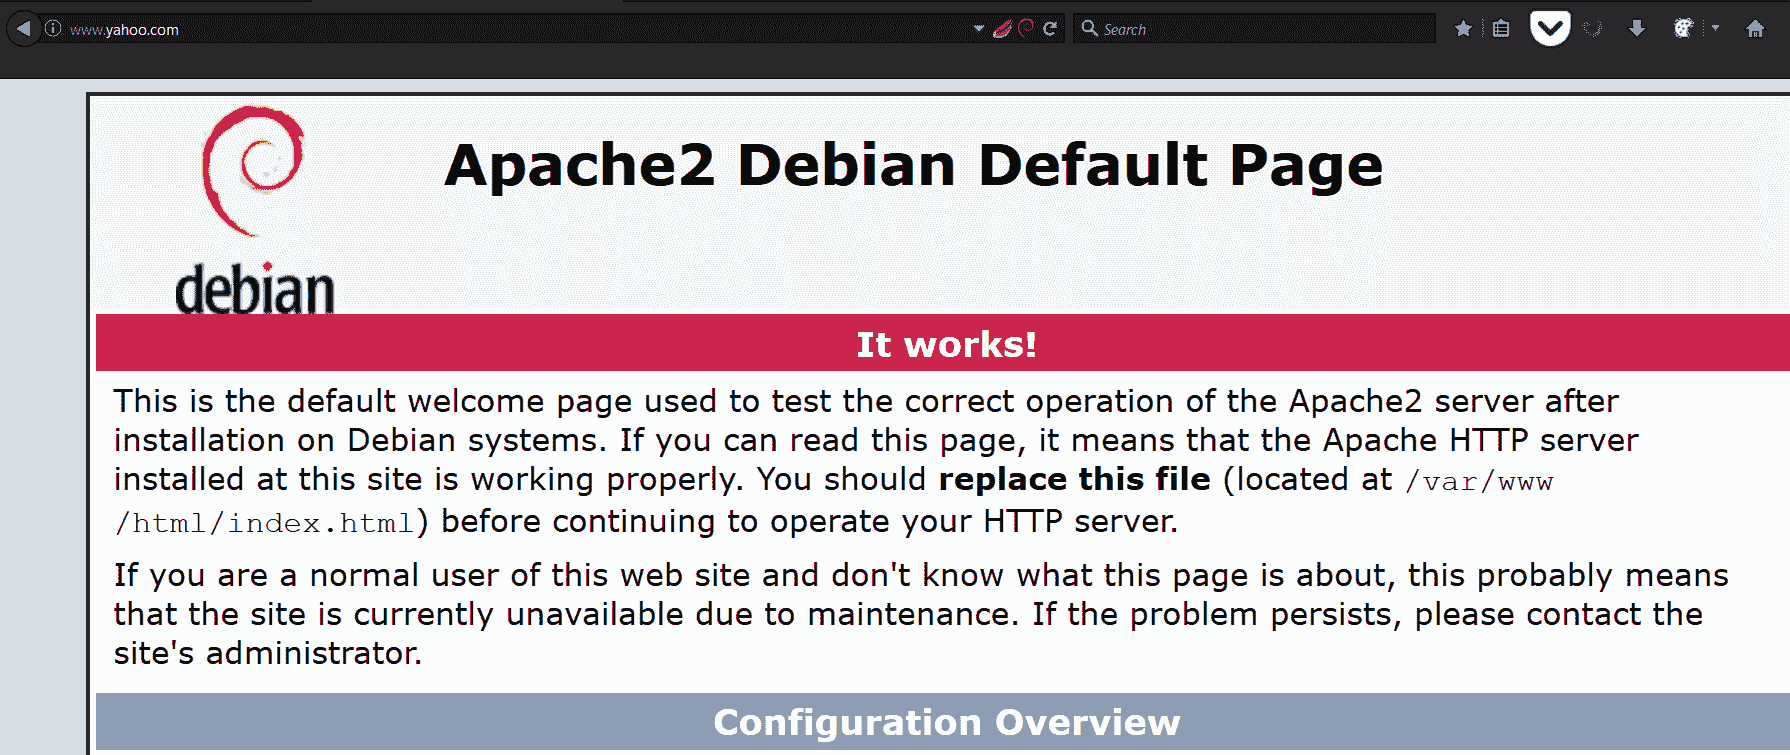 www.yahoo.com
Search
Apache2 Debian Default Page
debian
It works!
This is the default welcome page used to test the correct operation of the Apache2 server after
installation on Debian systems. If you can read this page, it means that the Apache HTTP server
installed at this site is working properly. You should replace this file (located at /var/www
/html/index.html) before continuing to operate your HTTP server.
If you are a normal user of this web site and don't know what this page is about, this probably means
that the site is currently unavailable due to maintenance. If the problem persists, please contact the
site's administrator.
Configuration Overview